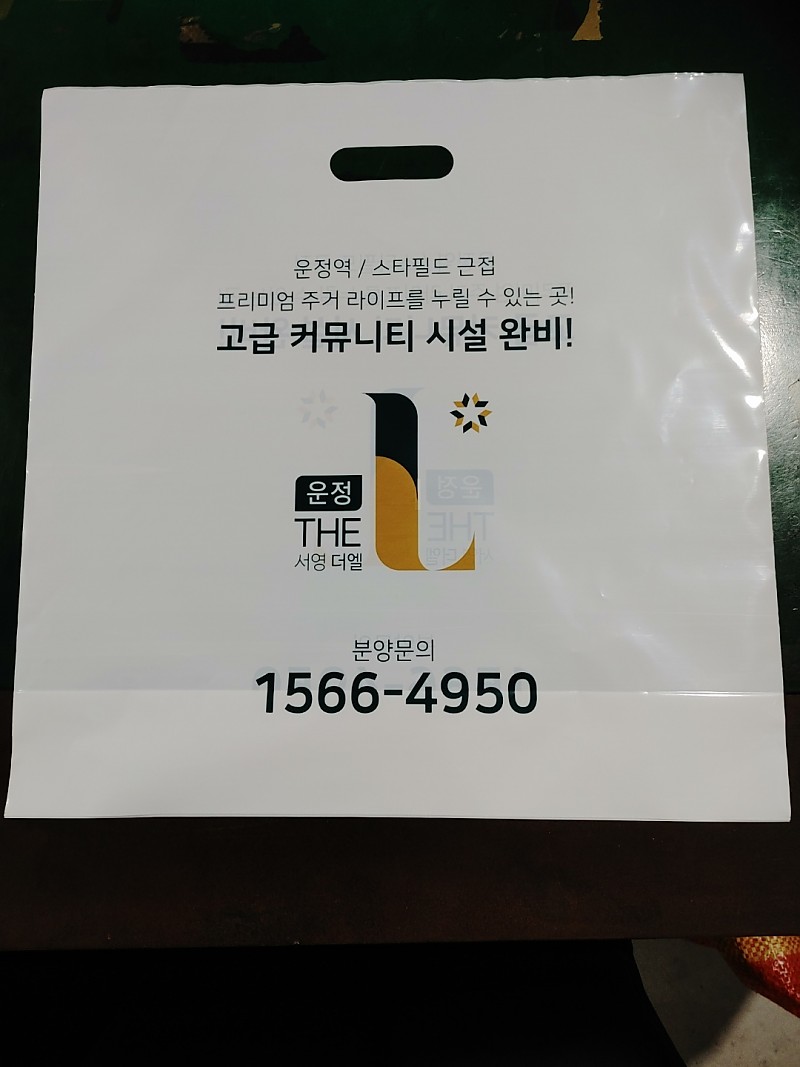 운정역 / 스타필드 근접
프리미엄 주거 라이프를 누릴 수 있는 곳!
고급 커뮤니티 시설 완비!
운정
THE L
서영 더엘
분양문의
1566-4950